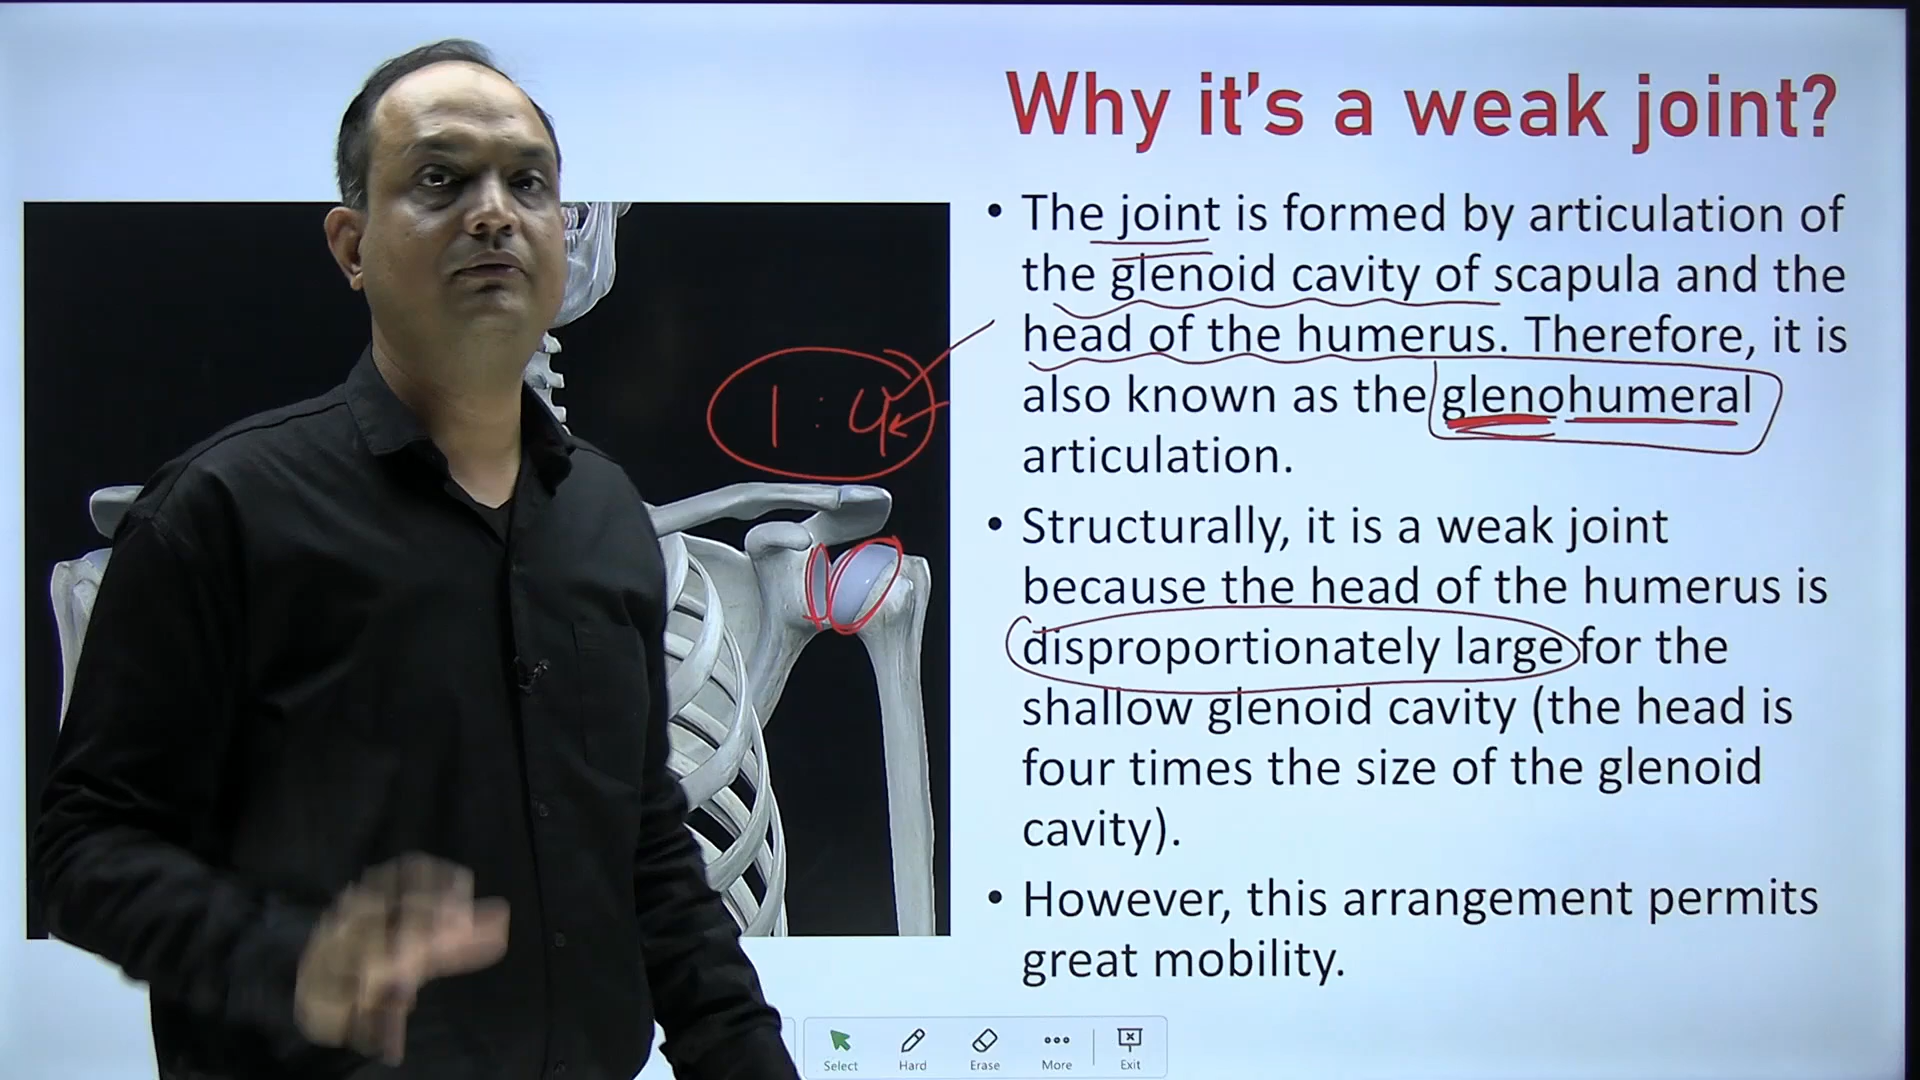 Why it's a weak joint?
• The joint is formed by articulation of
the glenoid cavity of scapula and the
head of the humerus. Therefore, it is
also known as the glenohumeral
articulation.
1 : 4
• Structurally, it is a weak joint
because the head of the humerus is
disproportionately large for the
shallow glenoid cavity (the head is
four times the size of the glenoid
cavity).
• However, this arrangement permits
great mobility.
Select Hard Erase More Exit